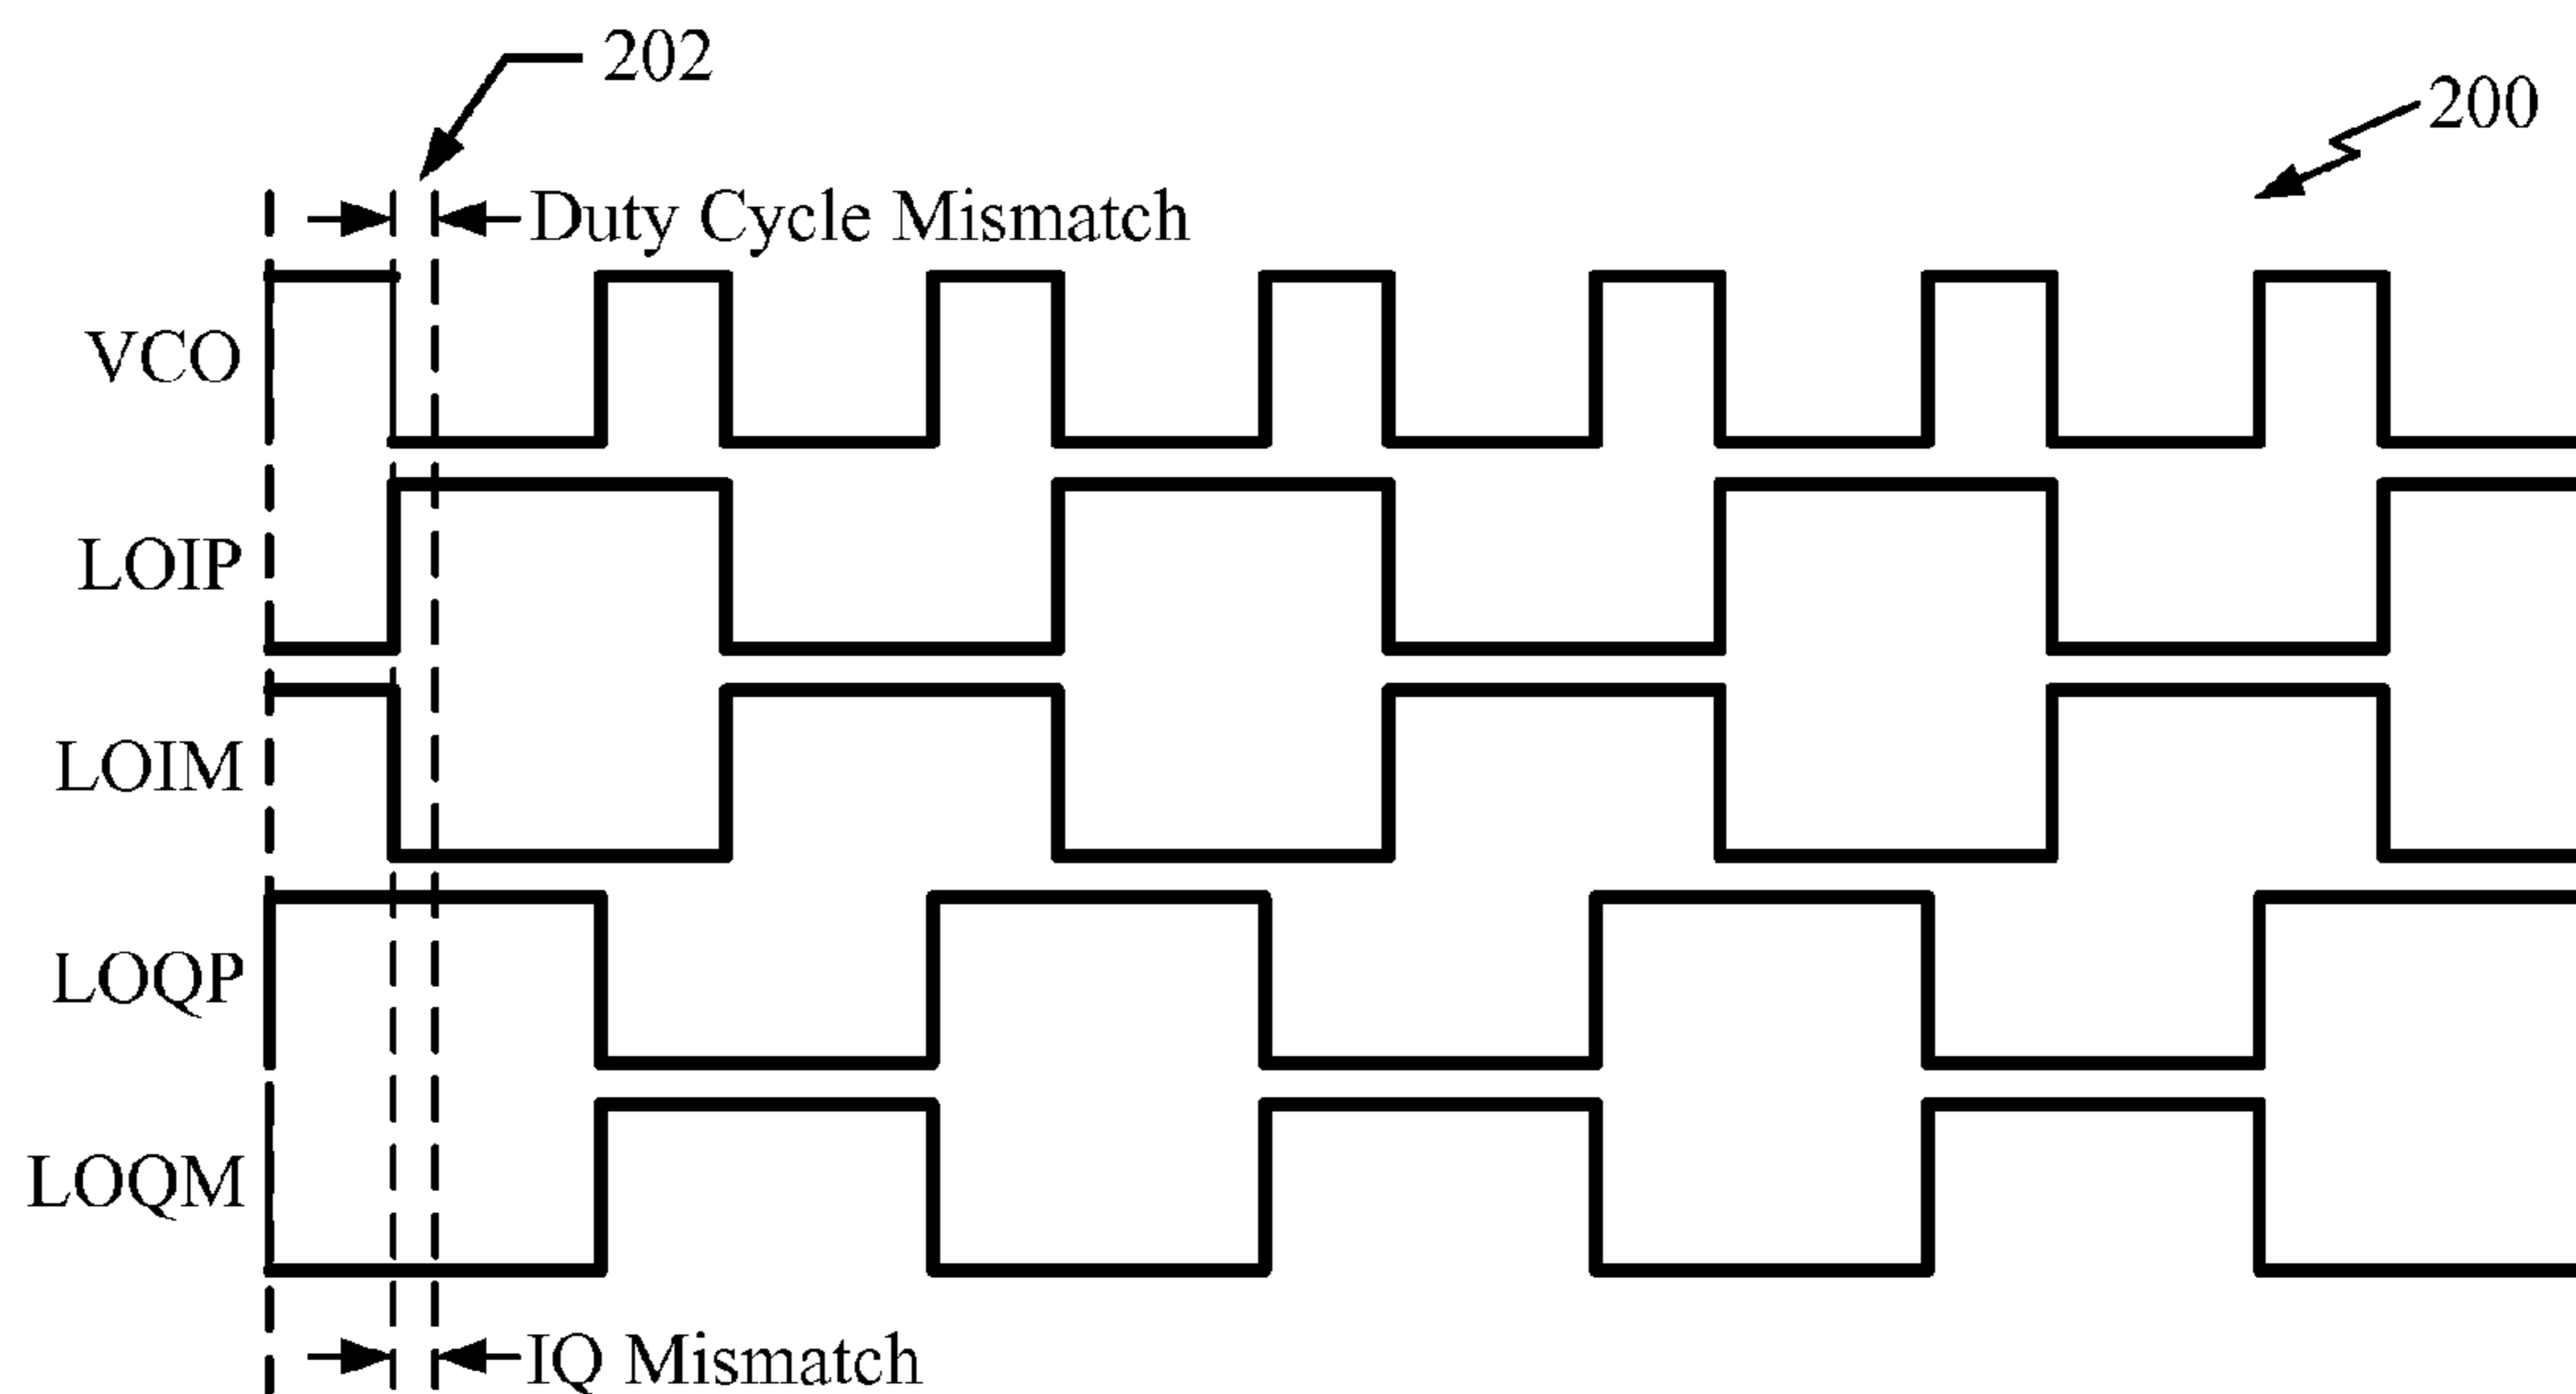 202
200
Duty Cycle Mismatch
VCO
LOIP
LOIM
LOQP
LOQM
IQ Mismatch